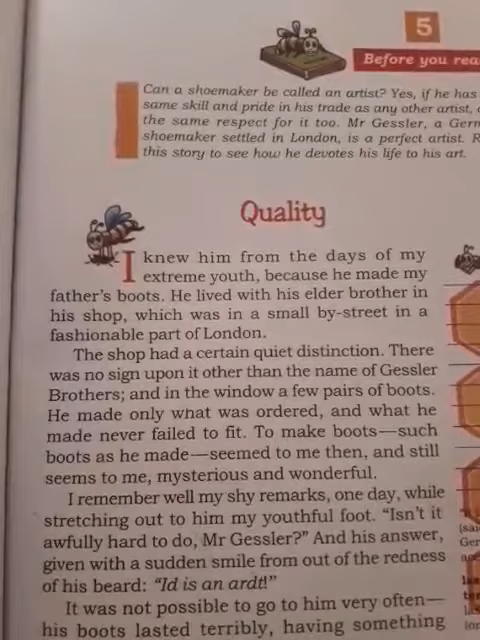 5
Before you rea
Can a shoemaker be called an artist? Yes, if he has
same skill and pride in his trade as any other artist,
the same respect for it too. Mr Gessler, a Germ
shoemaker settled in London, is a perfect artist. R
this story to see how he devotes his life to his art.
Quality
I knew him from the days of my
extreme youth, because he made my
father's boots. He lived with his elder brother in
his shop, which was in a small by-street in a
fashionable part of London.
The shop had a certain quiet distinction. There
was no sign upon it other than the name of Gessler
Brothers; and in the window a few pairs of boots.
He made only what was ordered, and what he
made never failed to fit. To make boots—such
boots as he made—seemed to me then, and still
seems to me, mysterious and wonderful.
I remember well my shy remarks, one day, while
stretching out to him my youthful foot. “Isn't it
awfully hard to do, Mr Gessler?” And his answer,
given with a sudden smile from out of the redness
of his beard: “Id is an ardt!”
It was not possible to go to him very often—
his boots lasted terribly, having something
(sai
Ger